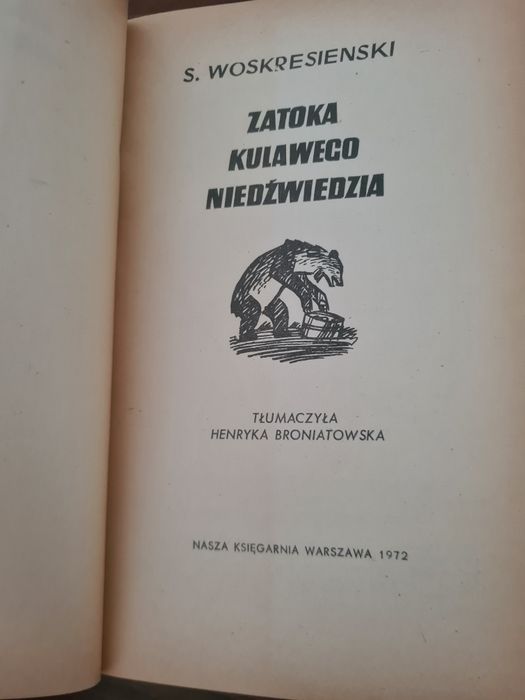 S. WOSKRESIENSKI
ZATOKA
KULAWEGO
NIEDŹWIEDZIA
TŁUMACZYŁA
HENRYKA BRONIATOWSKA
NASZA KSIĘGARNIA WARSZAWA 1972